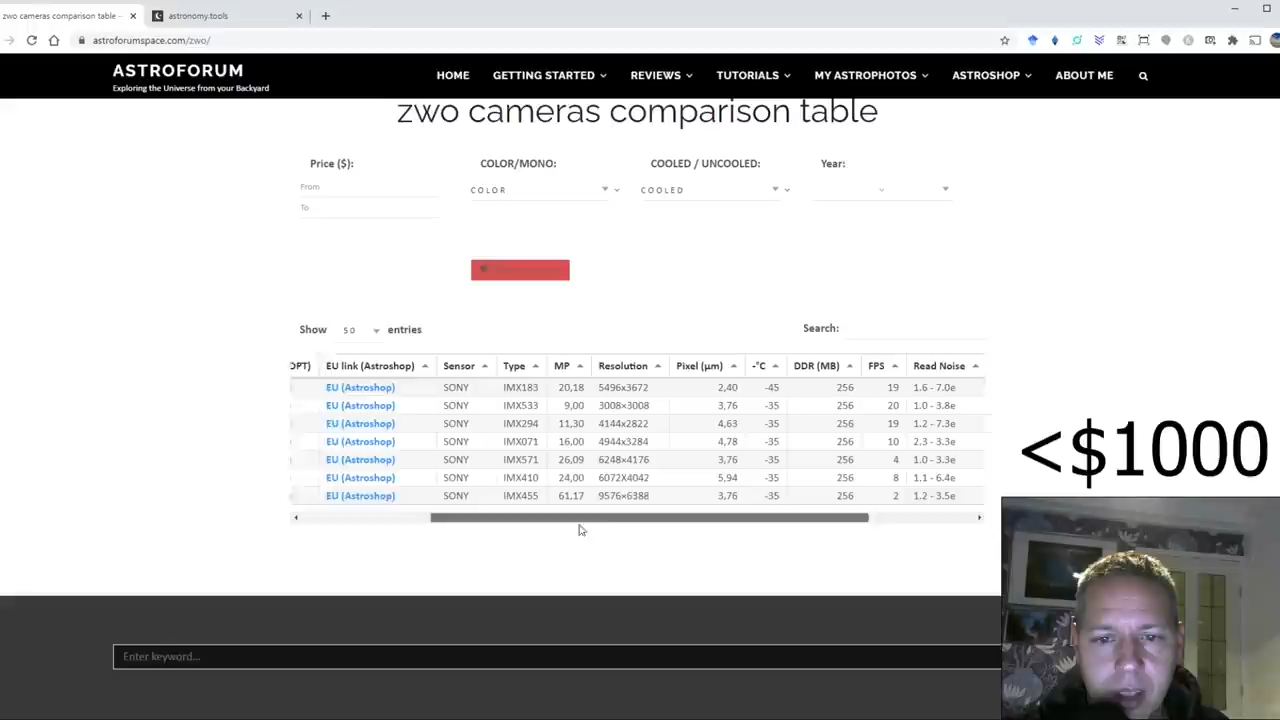 zwo cameras comparison table -
astronomy.tools
astroforumspace.com/zwo/
ASTROFORUM
Exploring the Universe from your Backyard
HOME GETTING STARTED REVIEWS TUTORIALS MY ASTROPHOTOS ASTROSHOP ABOUT ME
zwo cameras comparison table
Price ($): COLOR/MONO: COOLED / UNCOOLED: Year:
From
To
COLOR COOLED
Show 50 entries Search:
OPT) EU link (Astroshop) Sensor Type MP Resolution Pixel (µm) -°C DDR (MB) FPS Read Noise
EU (Astroshop) SONY IMX183 20,18 5496x3672 2,40 -45 256 19 1.6 - 7.0e
EU (Astroshop) SONY IMX533 9,00 3008×3008 3,76 -35 256 20 1.0 - 3.8e
EU (Astroshop) SONY IMX294 11,30 4144x2822 4,63 -35 256 19 1.2 - 7.3e
EU (Astroshop) SONY IMX071 16,00 4944x3284 4,78 -35 256 10 2.3 - 3.3e
EU (Astroshop) SONY IMX571 26,09 6248×4176 3,76 -35 256 4 1.0 - 3.3e
EU (Astroshop) SONY IMX410 24,00 6072X4042 5,94 -35 256 8 1.1 - 6.4e
EU (Astroshop) SONY IMX455 61,17 9576×6388 3,76 -35 256 2 1.2 - 3.5e
<$1000
Enter keyword...